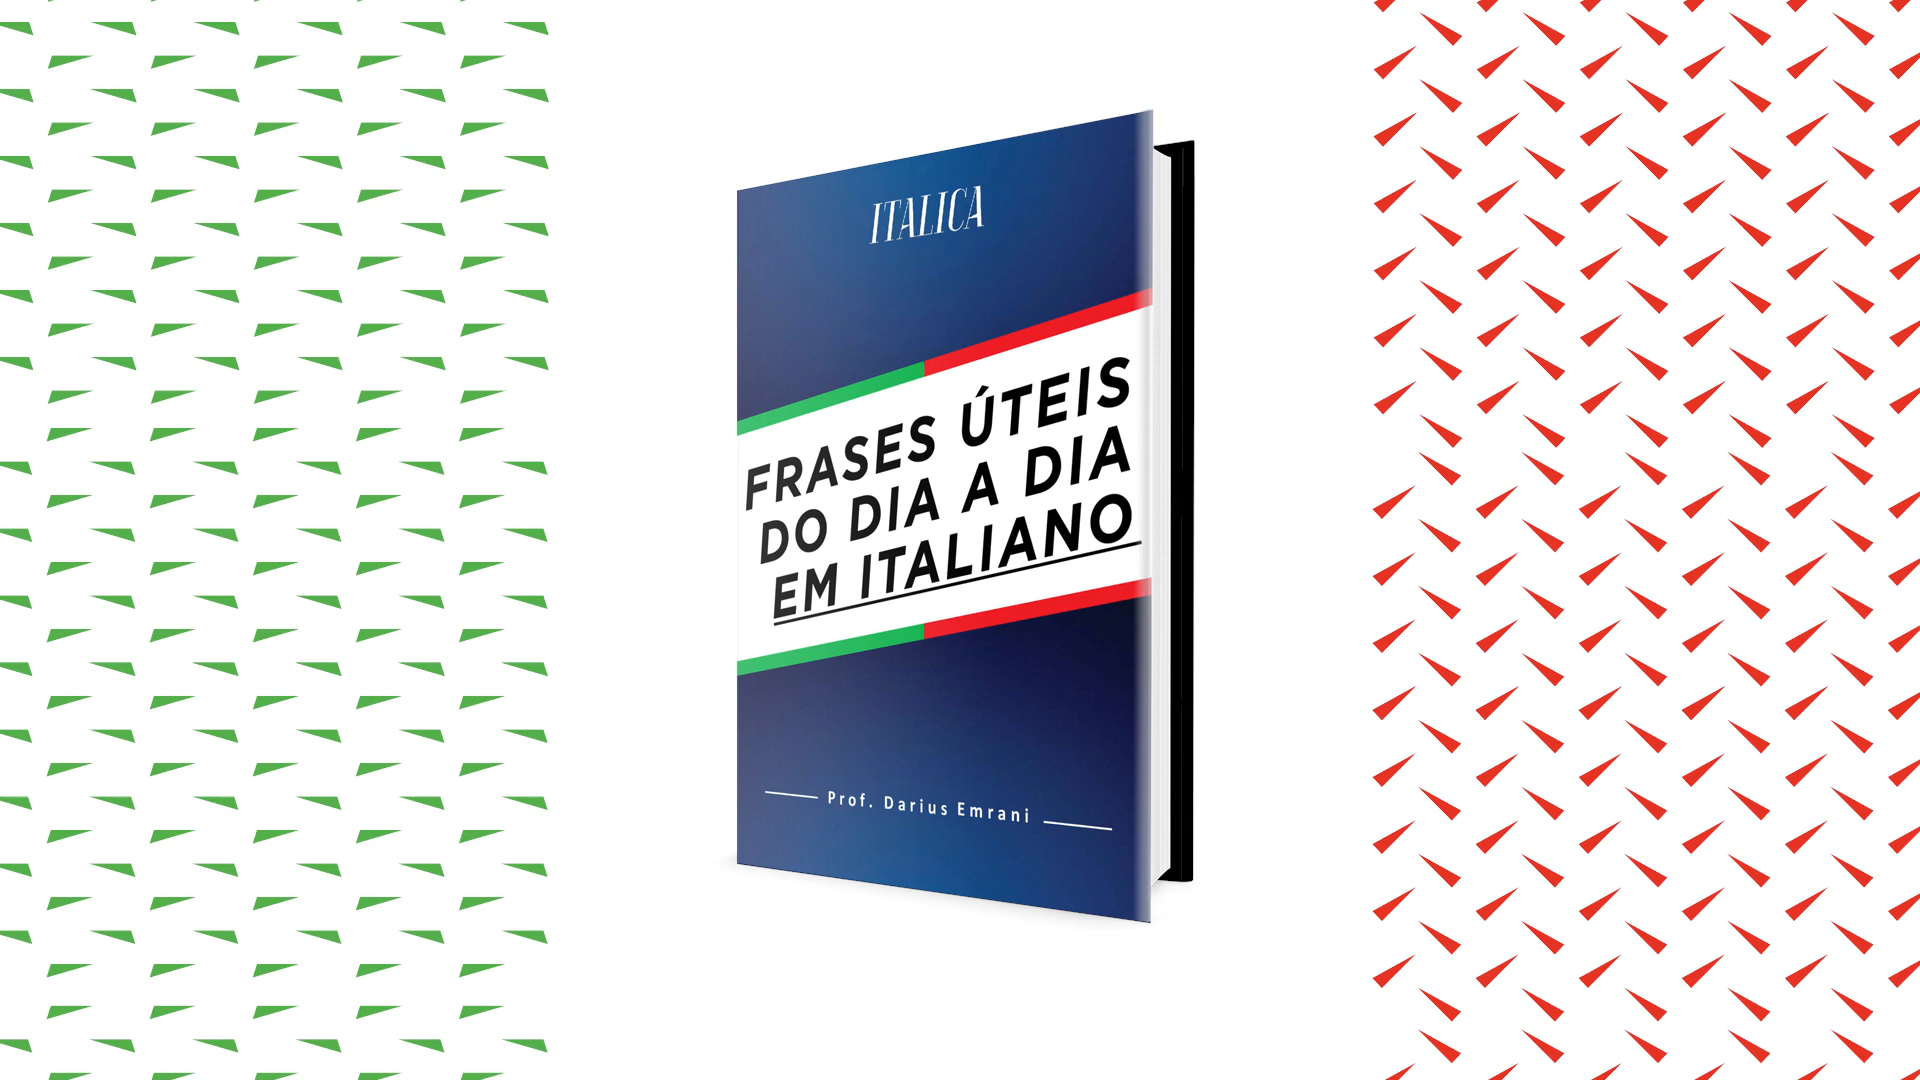 ITALICA
FRASES ÚTEIS
DO DIA A DIA
EM ITALIANO
Prof. Darius Emrani